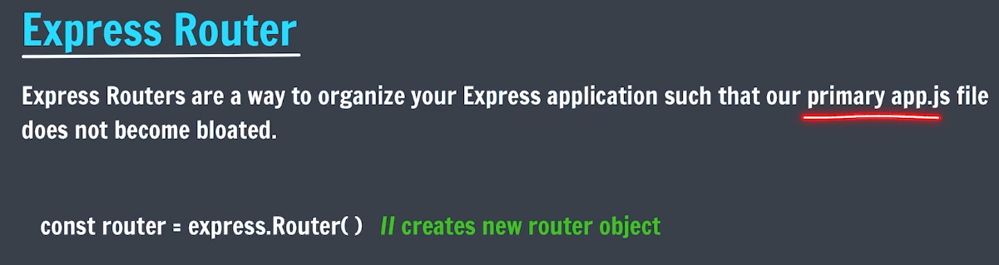 Express Router
Express Routers are a way to organize your Express application such that our primary app.js file
does not become bloated.
const router = express.Router( ) // creates new router object